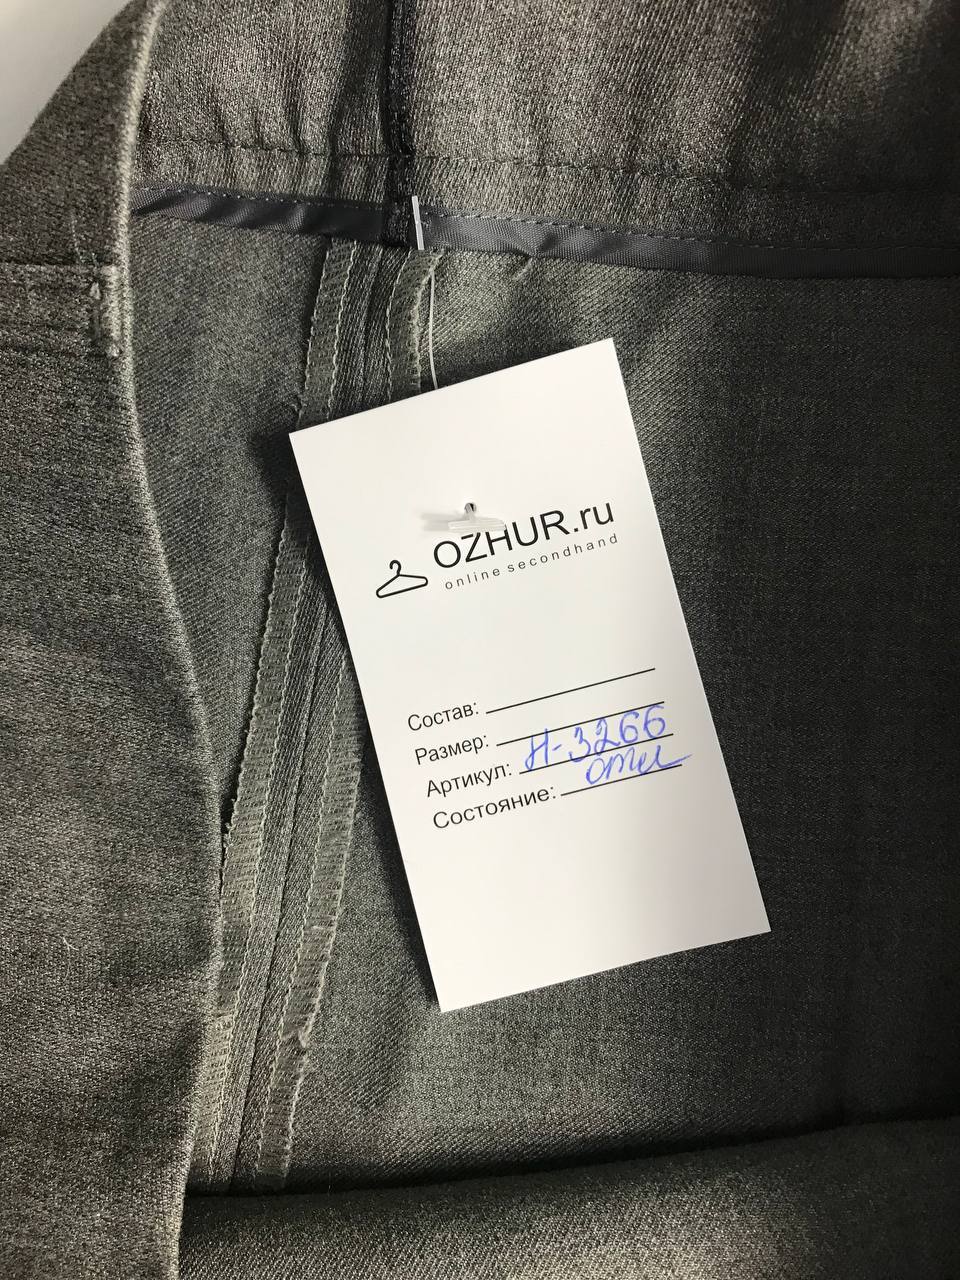 OZHUR.ru
online secondhand
Состав:
Размер:
Артикул: Н-3266
Состояние: отл